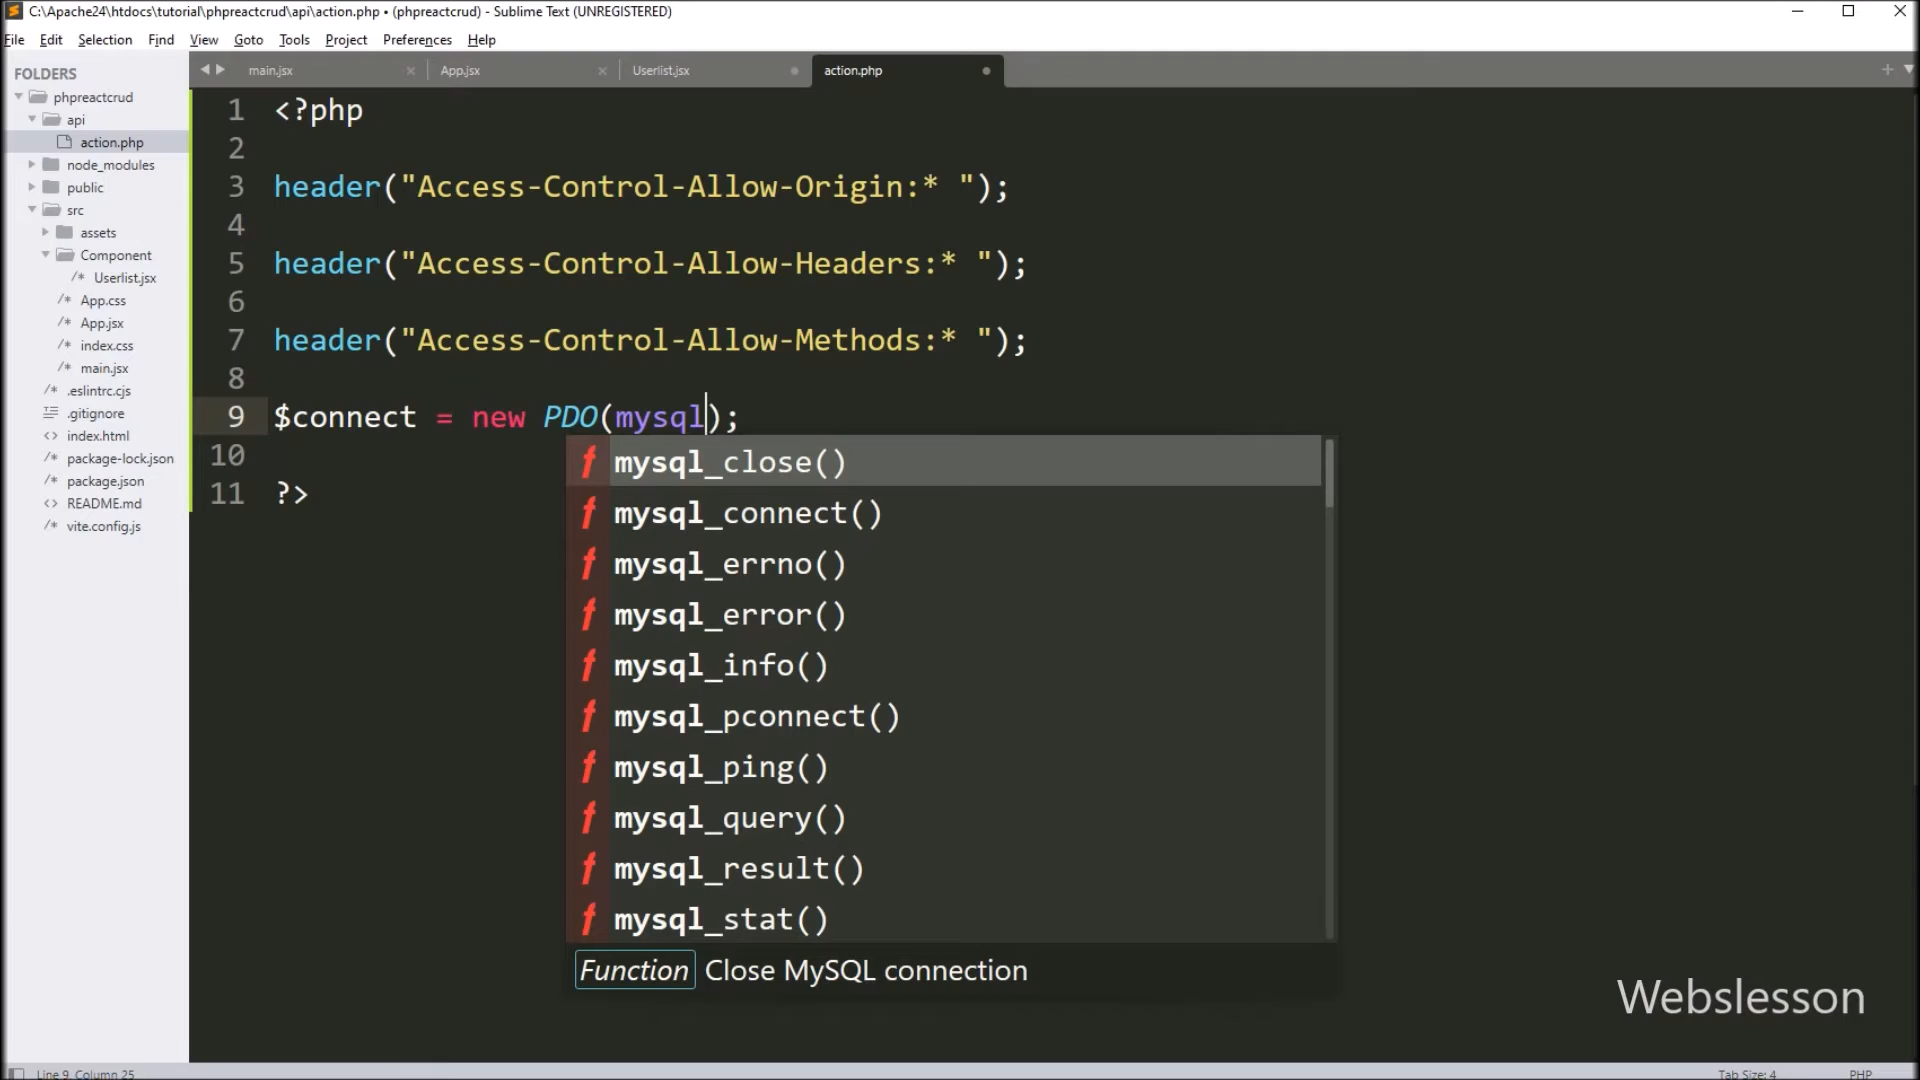 C:\Apache24\htdocs\tutorial\phpreactcrud\api\action.php • (phpreactcrud) - Sublime Text (UNREGISTERED)
File Edit Selection Find View Goto Tools Project Preferences Help
FOLDERS
phpreactcrud
api
action.php
node_modules
public
src
assets
Component
/* Userlist.jsx
/* App.css
/* App.jsx
/* index.css
/* main.jsx
/* .eslintrc.cjs
.gitignore
<> index.html
/* package-lock.json
/* package.json
<> README.md
/* vite.config.js
main.jsx App.jsx Userlist.jsx action.php
1 <?php
2
3 header("Access-Control-Allow-Origin:* ");
4
5 header("Access-Control-Allow-Headers:* ");
6
7 header("Access-Control-Allow-Methods:* ");
8
9 $connect = new PDO(mysql);
10
11 ?>
f mysql_close()
f mysql_connect()
f mysql_errno()
f mysql_error()
f mysql_info()
f mysql_pconnect()
f mysql_ping()
f mysql_query()
f mysql_result()
f mysql_stat()
Function Close MySQL connection
Webslesson
Line 9, Column 25 Tab Size: 4 PHP